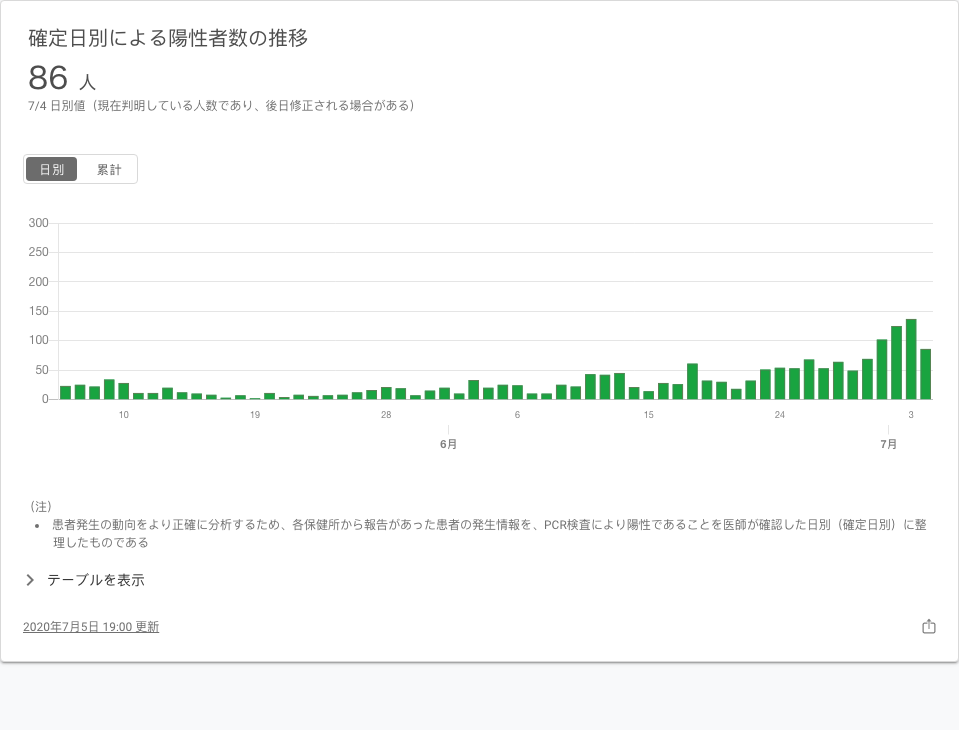 確定日別による陽性者数の推移
86 人
7/4 日別値（現在判明している人数であり、後日修正される場合がある）
日別 累計
300
250
200
150
100
50
0
10 19 28 6 15 24 3
6月 7月
（注）
• 患者発生の動向をより正確に分析するため、各保健所から報告があった患者の発生情報を、PCR検査により陽性であることを医師が確認した日別（確定日別）に整
理したものである
テーブルを表示
2020年7月5日 19:00 更新